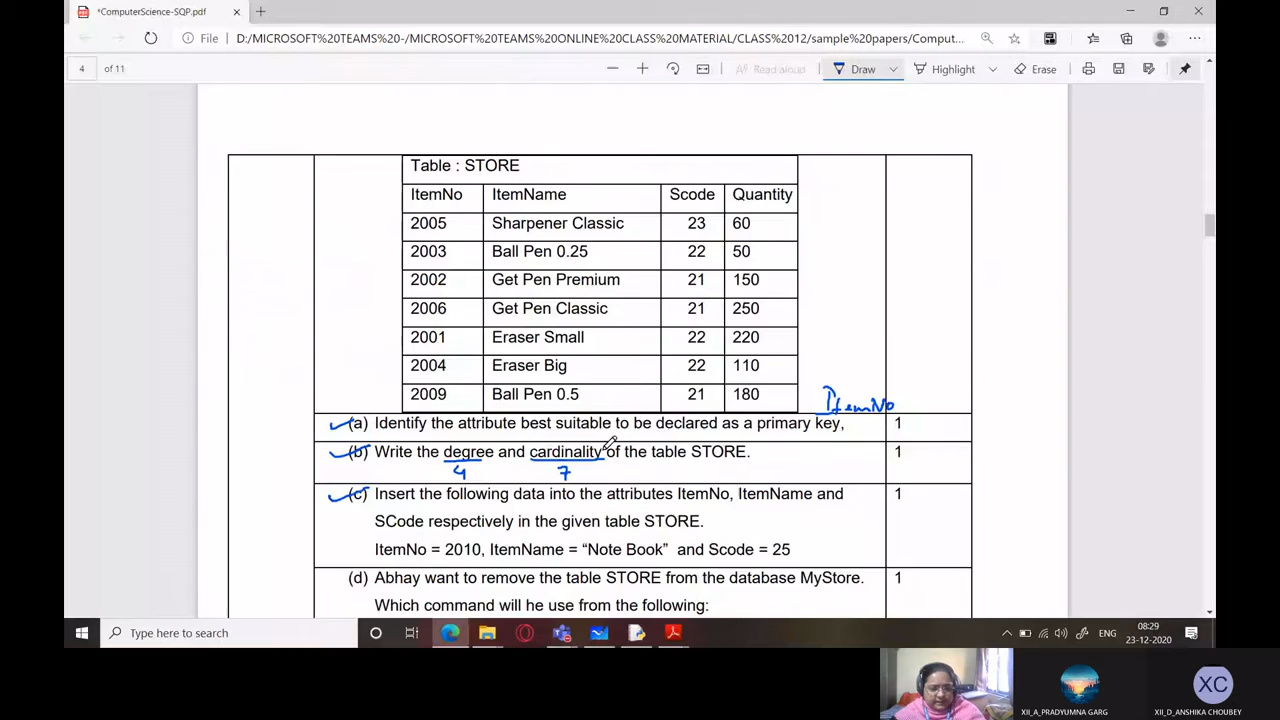 *ComputerScience-SQP.pdf
File D:/MICROSOFT%20TEAMS%20-/MICROSOFT%20TEAMS%20ONLINE%20CLASS%20MATERIAL/CLASS%2012/sample%20papers/Comput...
4 of 11 Read aloud Draw Highlight Erase
Table : STORE
ItemNo ItemName Scode Quantity
2005 Sharpener Classic 23 60
2003 Ball Pen 0.25 22 50
2002 Get Pen Premium 21 150
2006 Get Pen Classic 21 250
2001 Eraser Small 22 220
2004 Eraser Big 22 110
2009 Ball Pen 0.5 21 180
ItemNo
(a) Identify the attribute best suitable to be declared as a primary key, 1
(b) Write the degree and cardinality of the table STORE. 1
4 7
(c) Insert the following data into the attributes ItemNo, ItemName and 1
SCode respectively in the given table STORE.
ItemNo = 2010, ItemName = “Note Book” and Scode = 25
(d) Abhay want to remove the table STORE from the database MyStore. 1
Which command will he use from the following:
Type here to search
ENG
08:29
23-12-2020
XC
XII_A_PRADYUMNA GARG
XII_D_ANSHIKA CHOUBEY